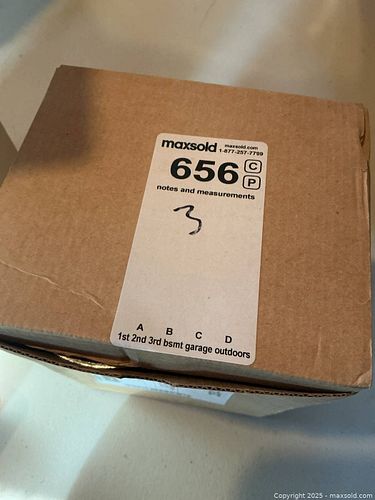 maxsold maxsold.com
1-877-257-7799
656 C
P
notes and measurements
3
A B C D
1st 2nd 3rd bsmt garage outdoors
Copyright © 2025 - maxsold.com